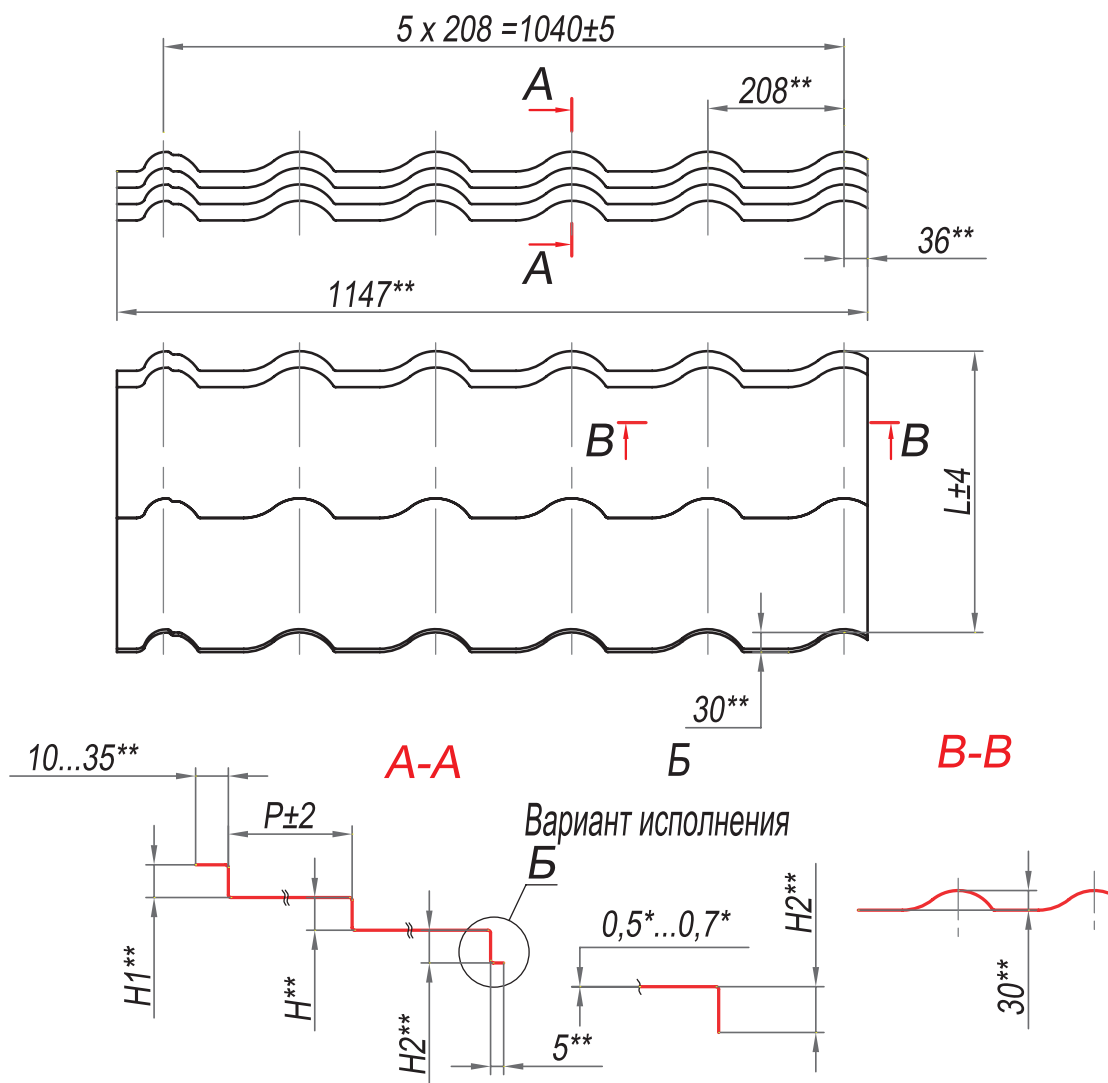 5 x 208 =1040±5
А
208**
А
36**
1147**
В
В
L±4
30**
10...35**
А-А
Б
В-В
P±2
Вариант исполнения
Б
0,5*...0,7*
H2**
H1**
H**
H2**
5**
30**